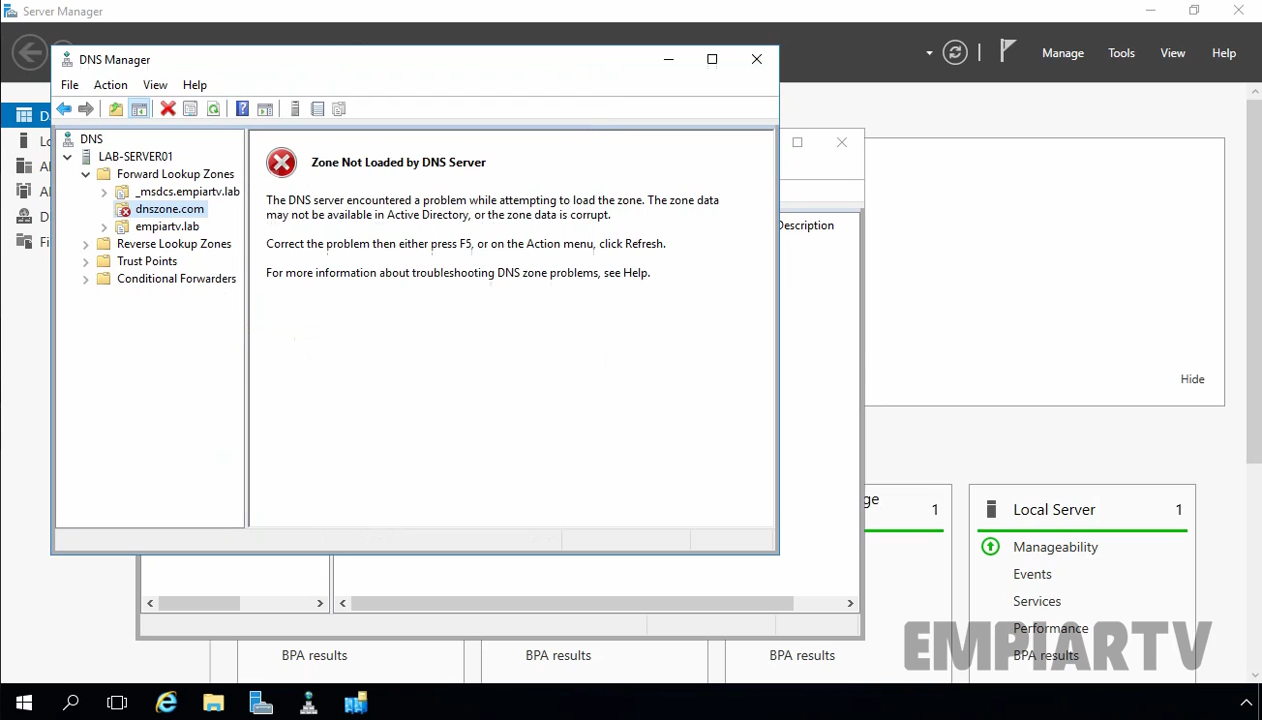 Server Manager
DNS Manager
Manage
Tools
View
Help
File
Action
View
Help
DNS
LAB-SERVER01
Forward Lookup Zones
_msdcs.empiartv.lab
dnszone.com
empiartv.lab
Reverse Lookup Zones
Trust Points
Conditional Forwarders
Zone Not Loaded by DNS Server
The DNS server encountered a problem while attempting to load the zone. The zone data
may not be available in Active Directory, or the zone data is corrupt.
Correct the problem then either press F5, or on the Action menu, click Refresh.
For more information about troubleshooting DNS zone problems, see Help.
Description
Hide
ge
1
Local Server
1
Manageability
Events
Services
Performance
BPA results
BPA results
BPA results
BPA results
EMPIARTV